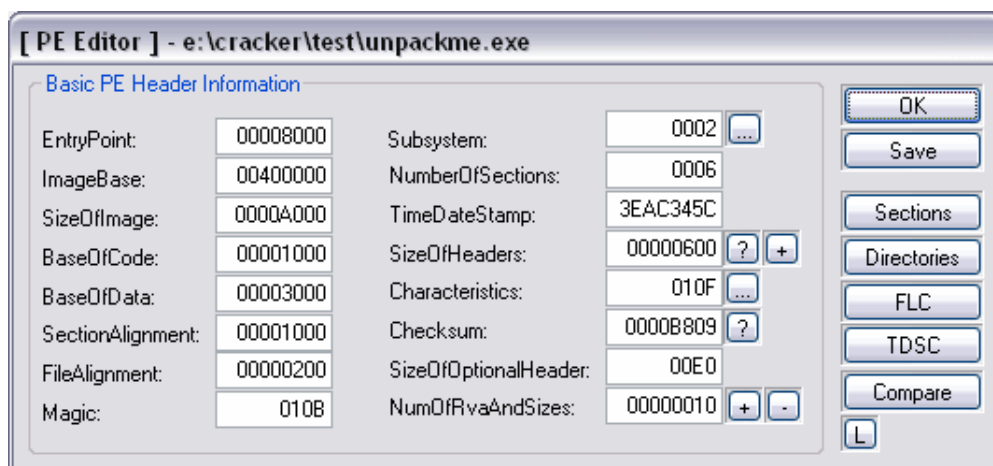 [ PE Editor ] - e:\cracker\test\unpackme.exe
Basic PE Header Information
EntryPoint: 00008000
ImageBase: 00400000
SizeOfImage: 0000A000
BaseOfCode: 00001000
BaseOfData: 00003000
SectionAlignment: 00001000
FileAlignment: 00000200
Magic: 010B
Subsystem: 0002 ...
NumberOfSections: 0006
TimeDateStamp: 3EAC345C
SizeOfHeaders: 00000600 ? +
Characteristics: 010F ...
Checksum: 0000B809 ?
SizeOfOptionalHeader: 00E0
NumOfRvaAndSizes: 00000010 + -
OK
Save
Sections
Directories
FLC
TDSC
Compare
L